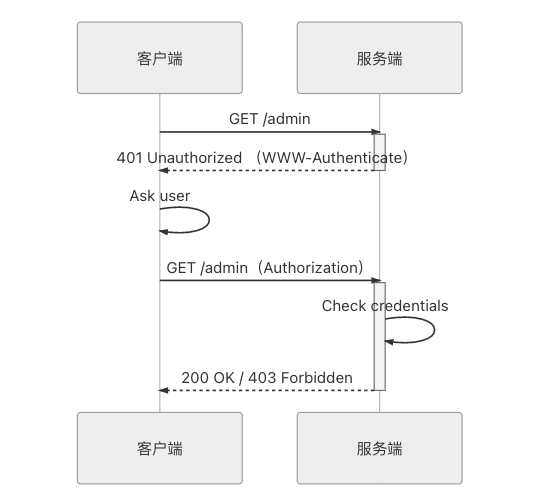 客户端
服务端
GET /admin
401 Unauthorized （WWW-Authenticate）
Ask user
GET /admin（Authorization）
Check credentials
200 OK / 403 Forbidden
客户端
服务端